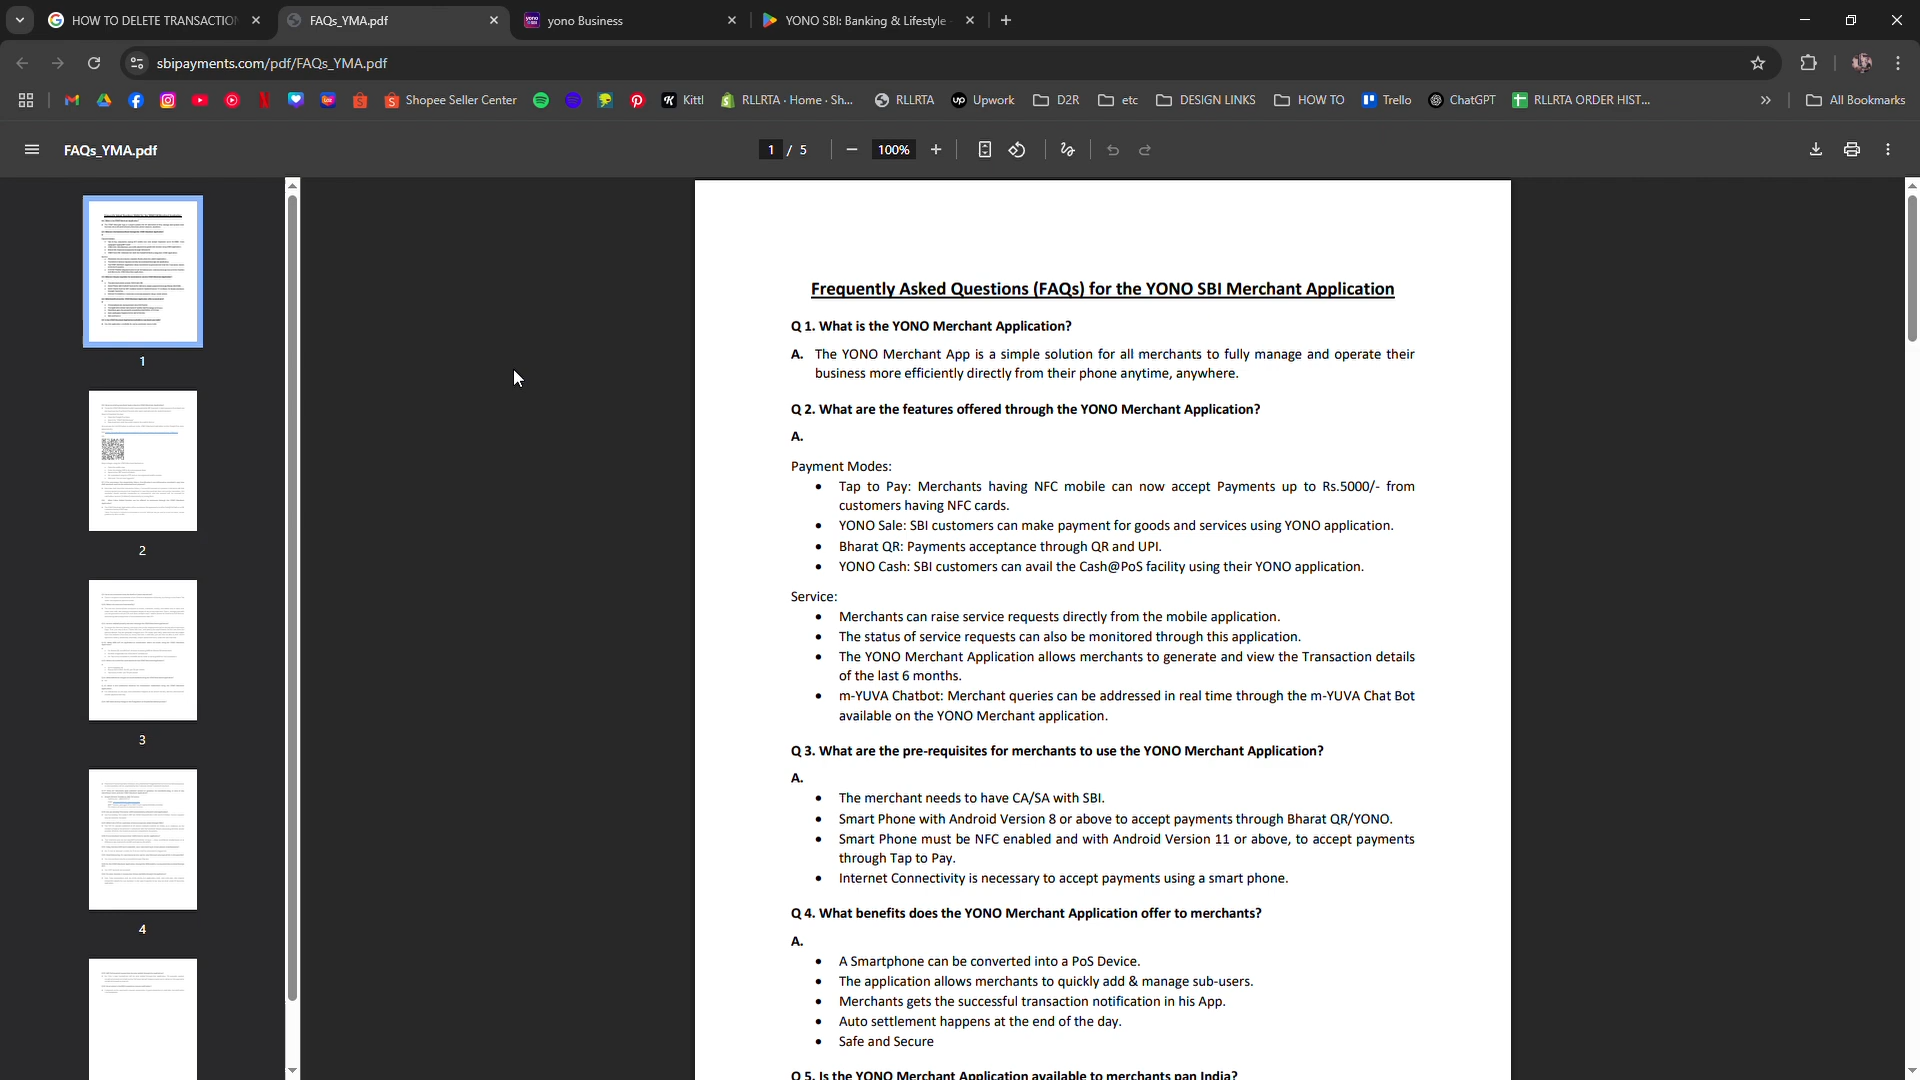 HOW TO DELETE TRANSACTION
FAQs_YMA.pdf
yono Business
YONO SBI: Banking & Lifestyle
sbipayments.com/pdf/FAQs_YMA.pdf
Shopee Seller Center
Kittl
RLLRTA · Home · Sh...
RLLRTA
Upwork
D2R
etc
DESIGN LINKS
HOW TO
Trello
ChatGPT
RLLRTA ORDER HIST...
All Bookmarks
FAQs_YMA.pdf
1 / 5
100%
1
2
3
4
Frequently Asked Questions (FAQs) for the YONO SBI Merchant Application
Q 1. What is the YONO Merchant Application?
A. The YONO Merchant App is a simple solution for all merchants to fully manage and operate their
business more efficiently directly from their phone anytime, anywhere.
Q 2. What are the features offered through the YONO Merchant Application?
A.
Payment Modes:
• Tap to Pay: Merchants having NFC mobile can now accept Payments up to Rs.5000/- from
customers having NFC cards.
• YONO Sale: SBI customers can make payment for goods and services using YONO application.
• Bharat QR: Payments acceptance through QR and UPI.
• YONO Cash: SBI customers can avail the Cash@PoS facility using their YONO application.
Service:
• Merchants can raise service requests directly from the mobile application.
• The status of service requests can also be monitored through this application.
• The YONO Merchant Application allows merchants to generate and view the Transaction details
of the last 6 months.
• m-YUVA Chatbot: Merchant queries can be addressed in real time through the m-YUVA Chat Bot
available on the YONO Merchant application.
Q 3. What are the pre-requisites for merchants to use the YONO Merchant Application?
A.
• The merchant needs to have CA/SA with SBI.
• Smart Phone with Android Version 8 or above to accept payments through Bharat QR/YONO.
• Smart Phone must be NFC enabled and with Android Version 11 or above, to accept payments
through Tap to Pay.
• Internet Connectivity is necessary to accept payments using a smart phone.
Q 4. What benefits does the YONO Merchant Application offer to merchants?
A.
• A Smartphone can be converted into a PoS Device.
• The application allows merchants to quickly add & manage sub-users.
• Merchants gets the successful transaction notification in his App.
• Auto settlement happens at the end of the day.
• Safe and Secure
Q 5. Is the YONO Merchant Application available to merchants pan India?